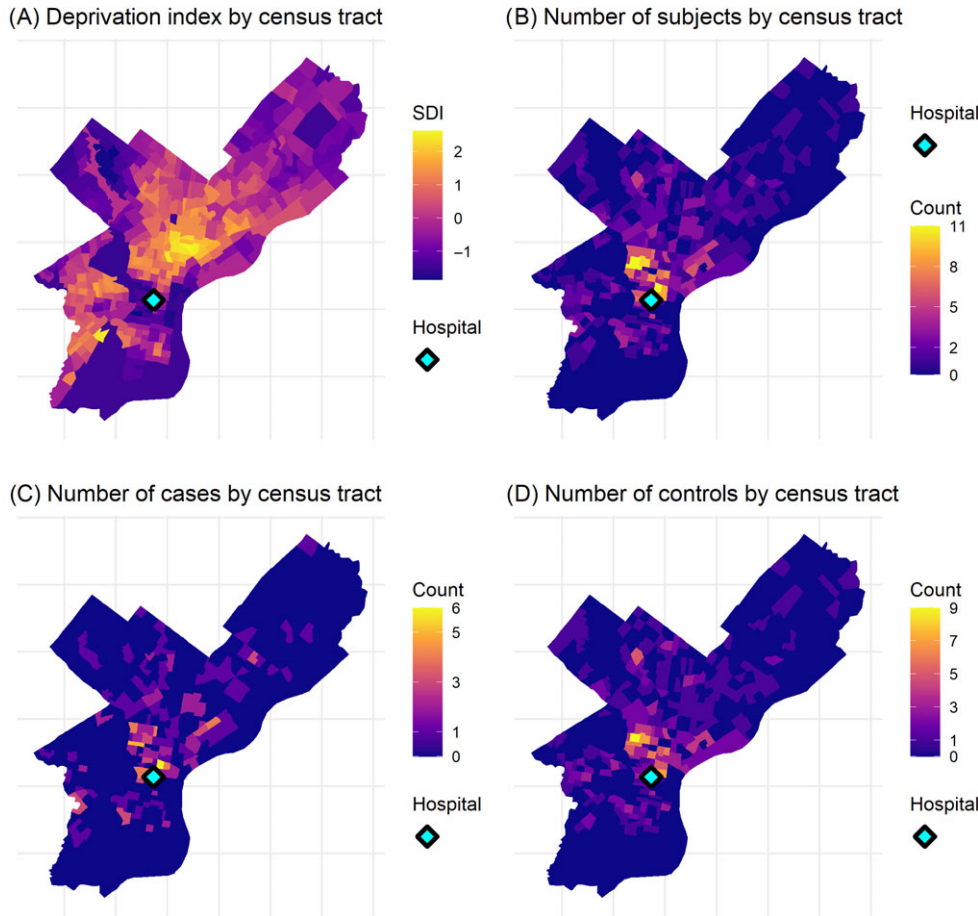 (A) Deprivation index by census tract
SDI
2
1
0
−1
Hospital
(B) Number of subjects by census tract
Hospital
Count
11
8
5
2
0
(C) Number of cases by census tract
Count
6
5
3
1
0
Hospital
(D) Number of controls by census tract
Count
9
7
5
3
1
0
Hospital